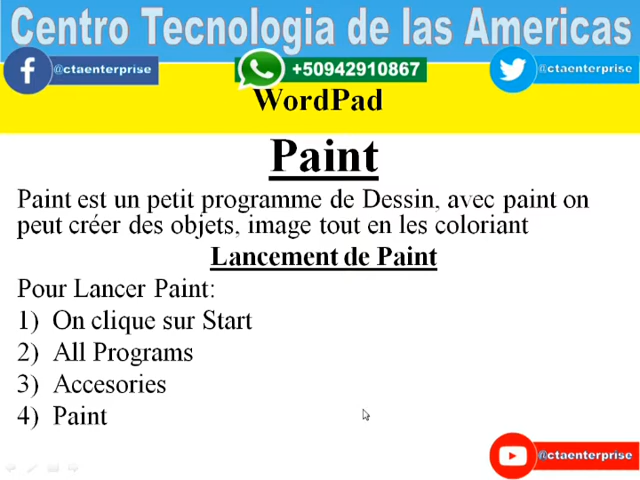 Centro Tecnologia de las Americas
@ctaenterprise
+50942910867
@ctaenterprise
WordPad
Paint
Paint est un petit programme de Dessin, avec paint on
peut créer des objets, image tout en les coloriant
Lancement de Paint
Pour Lancer Paint:
1) On clique sur Start
2) All Programs
3) Accesories
4) Paint
@ctaenterprise